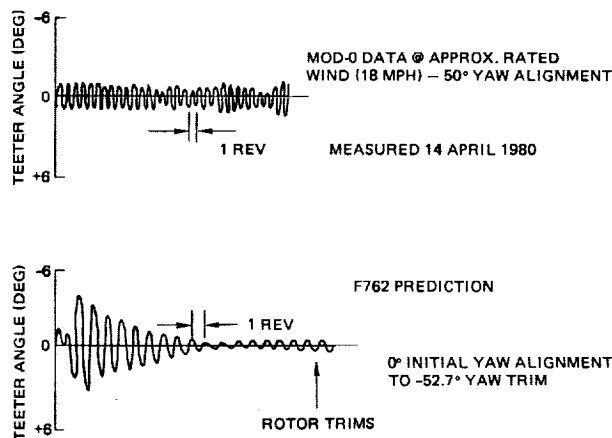 TEETER ANGLE (DEG)
-6
0
+6
MOD-0 DATA @ APPROX. RATED
WIND (18 MPH) – 50° YAW ALIGNMENT
1 REV
MEASURED 14 APRIL 1980
TEETER ANGLE (DEG)
-6
0
+6
F762 PREDICTION
1 REV
0° INITIAL YAW ALIGNMENT
TO -52.7° YAW TRIM
ROTOR TRIMS